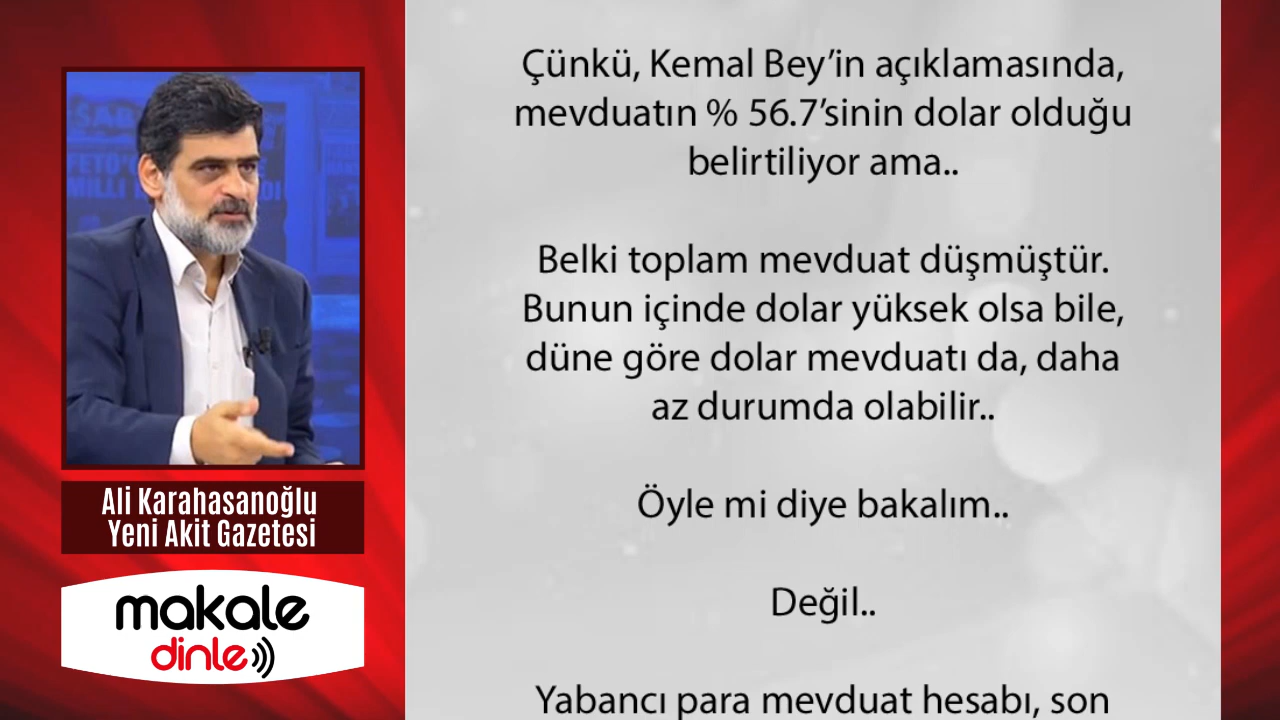 Çünkü, Kemal Bey’in açıklamasında,
mevduatın % 56.7’sinin dolar olduğu
belirtiliyor ama..
Belki toplam mevduat düşmüştür.
Bunun içinde dolar yüksek olsa bile,
düne göre dolar mevduatı da, daha
az durumda olabilir..
Öyle mi diye bakalım..
Değil..
Yabancı para mevduat hesabı, son
Ali Karahasanoğlu
Yeni Akit Gazetesi
makale
dinle